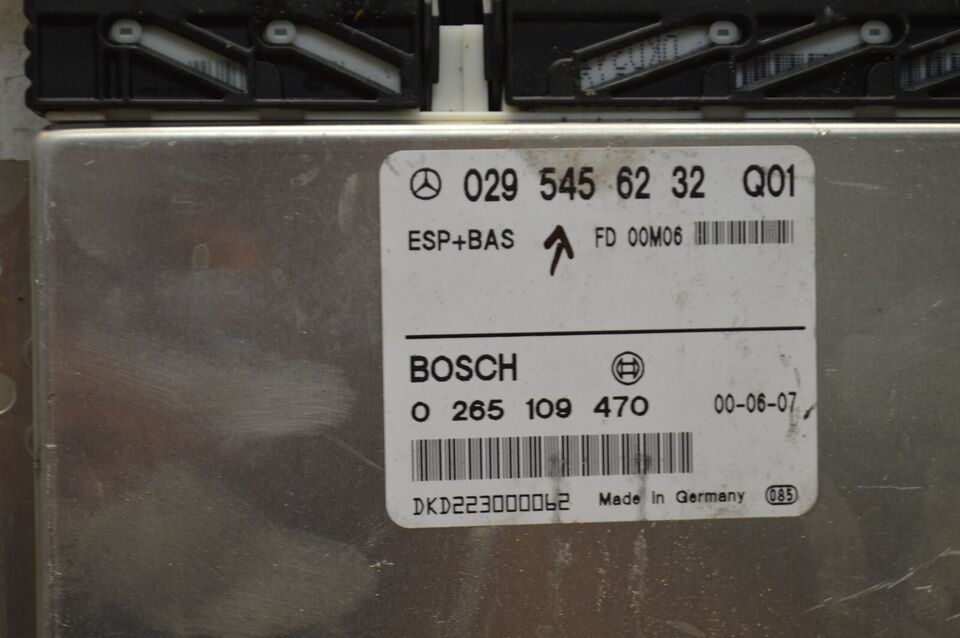 029 545 62 32 Q01
ESP+BAS FD 00M06
BOSCH
0 265 109 470 00-06-07
DKD223000062 Made in Germany 085